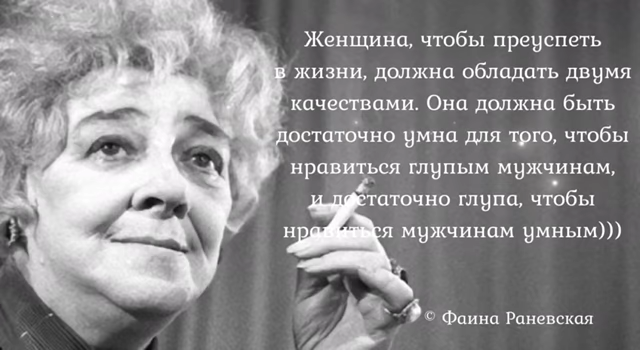 Женщина, чтобы преуспеть
в жизни, должна обладать двумя
качествами. Она должна быть
достаточно умна для того, чтобы
нравиться глупым мужчинам,
и достаточно глупа, чтобы
нравиться мужчинам умным)))
© Фаина Раневская